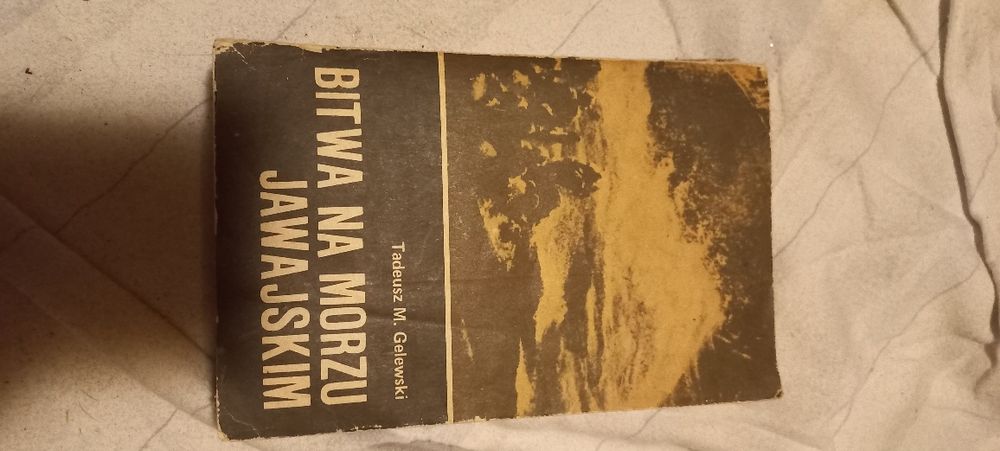 BITWA NA MORZU
JAWAJSKIM
Tadeusz M. Gelewski